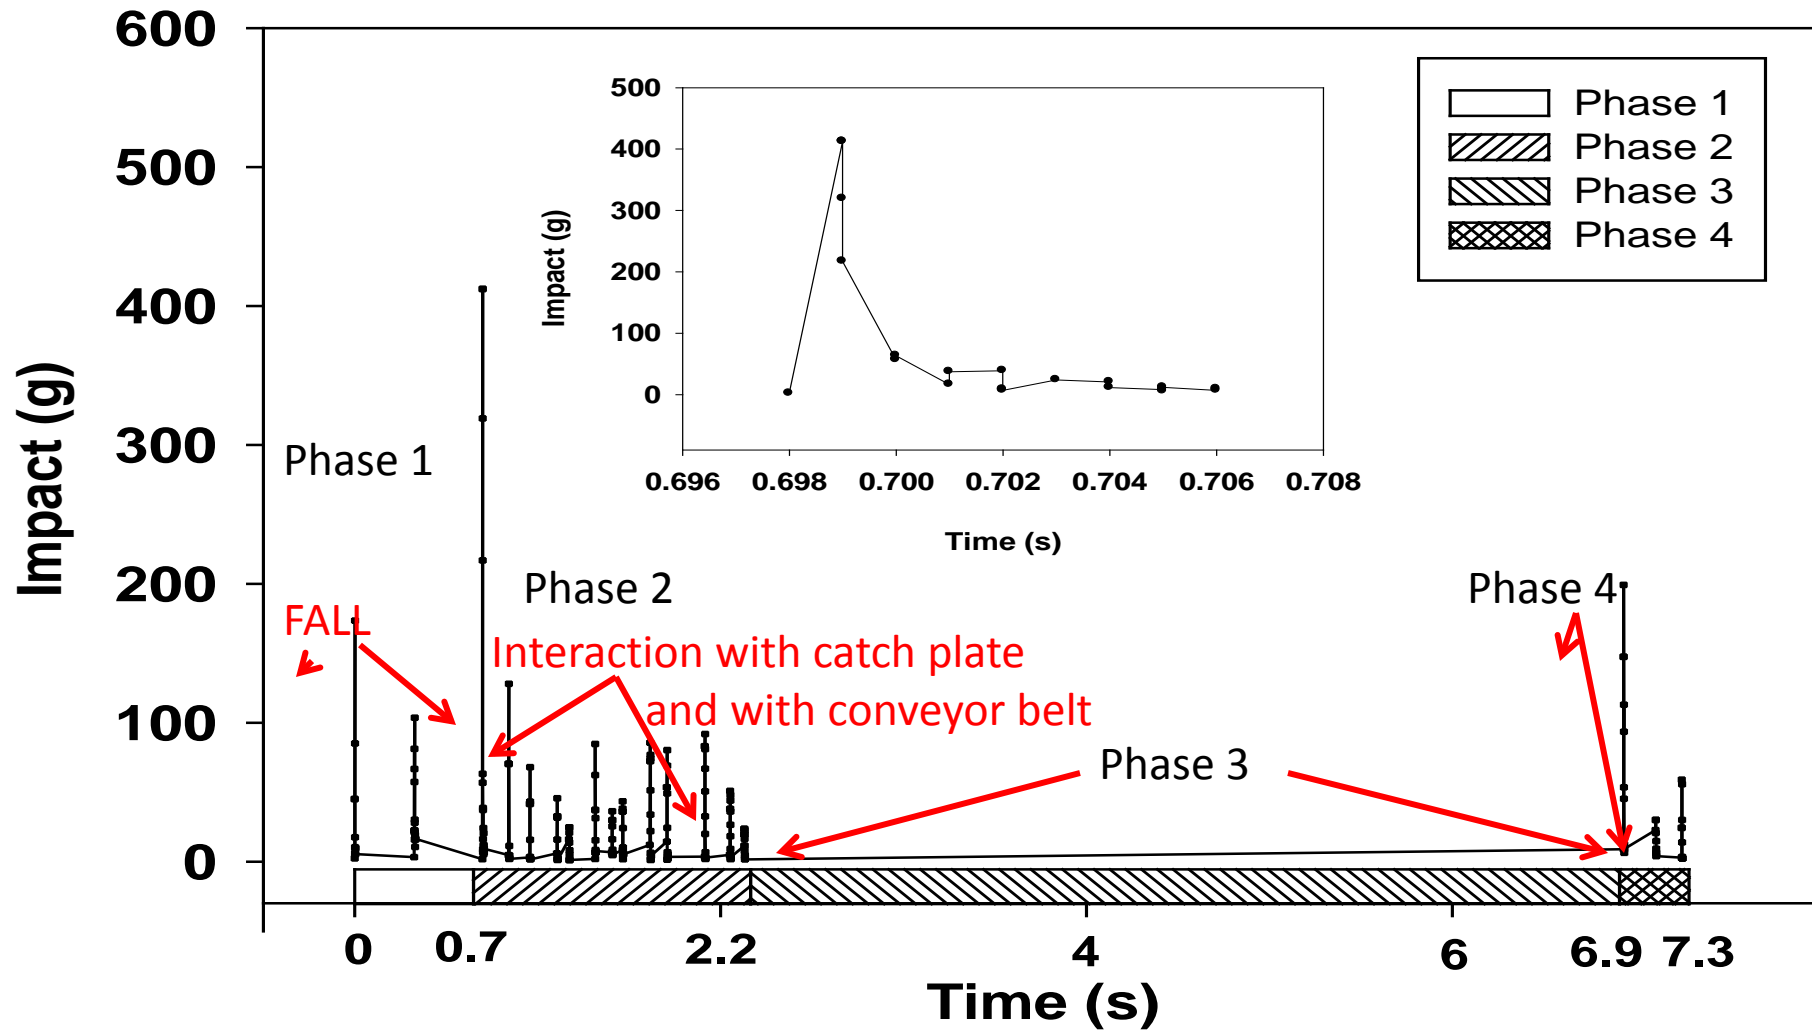 600
500
400
300
200
100
0
Impact (g)
Phase 1
FALL
Phase 2
Interaction with catch plate
and with conveyor belt
Phase 3
Phase 4
500
400
300
200
100
0
Impact (g)
0.696 0.698 0.700 0.702 0.704 0.706 0.708
Time (s)
Phase 1
Phase 2
Phase 3
Phase 4
0 0.7 2.2 4 6 6.9 7.3
Time (s)